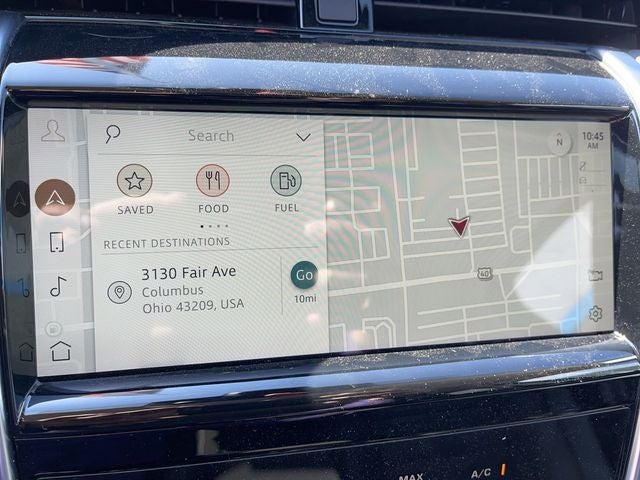 Search
SAVED
FOOD
FUEL
RECENT DESTINATIONS
3130 Fair Ave
Columbus
Ohio 43209, USA
Go
10mi
N
10:45
AM
40
MAX
A/C